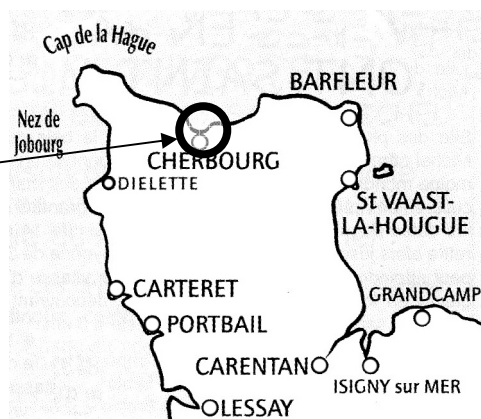 Cap de la Hague
BARFLEUR
Nez de
Jobourg
CHERBOURG
DIELETTE
St VAAST-
LA-HOUGUE
CARTERET
GRANDCAMP
PORTBAIL
CARENTAN
ISIGNY sur MER
LESSAY